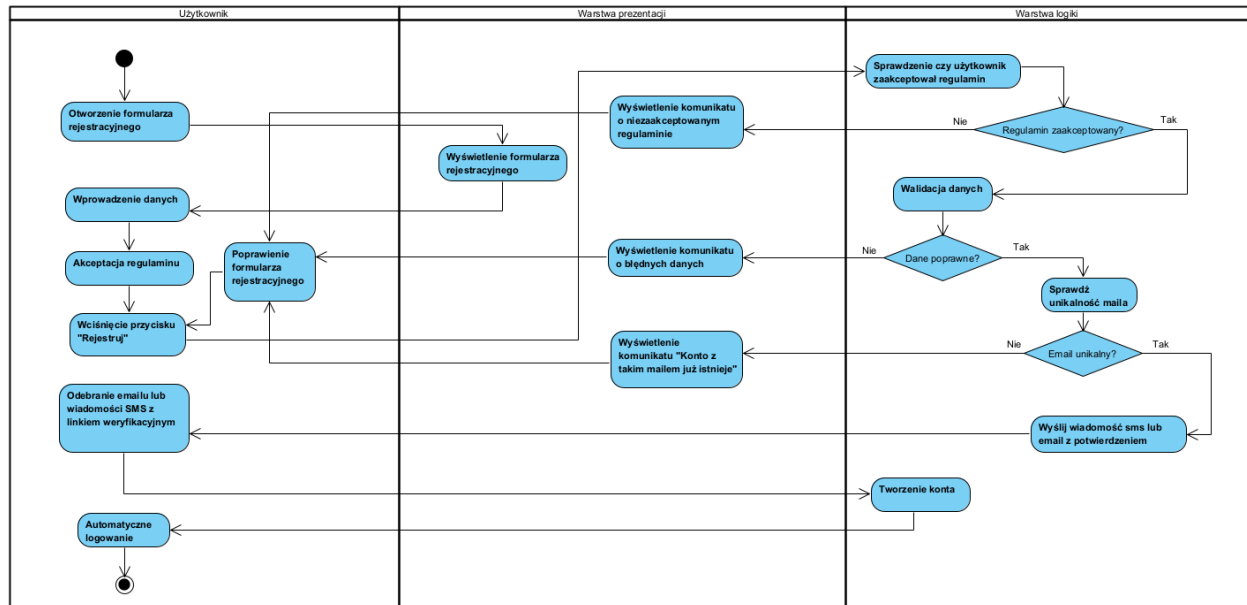 Użytkownik
Warstwa prezentacji
Warstwa logiki
Otworzenie formularza
rejestracyjnego
Wyświetlenie formularza
rejestracyjnego
Wprowadzenie danych
Akceptacja regulaminu
Wciśnięcie przycisku
"Rejestruj"
Sprawdzenie czy użytkownik
zaakceptował regulamin
Regulamin zaakceptowany?
Nie
Tak
Wyświetlenie komunikatu
o niezaakceptowanym
regulaminie
Poprawienie
formularza
rejestracyjnego
Walidacja danych
Dane poprawne?
Nie
Tak
Wyświetlenie komunikatu
o błędnych danych
Sprawdź
unikalność maila
Email unikalny?
Nie
Tak
Wyświetlenie
komunikatu "Konto z
takim mailem już istnieje"
Wyślij wiadomość sms lub
email z potwierdzeniem
Odebranie emailu lub
wiadomości SMS z
linkiem weryfikacyjnym
Tworzenie konta
Automatyczne
logowanie